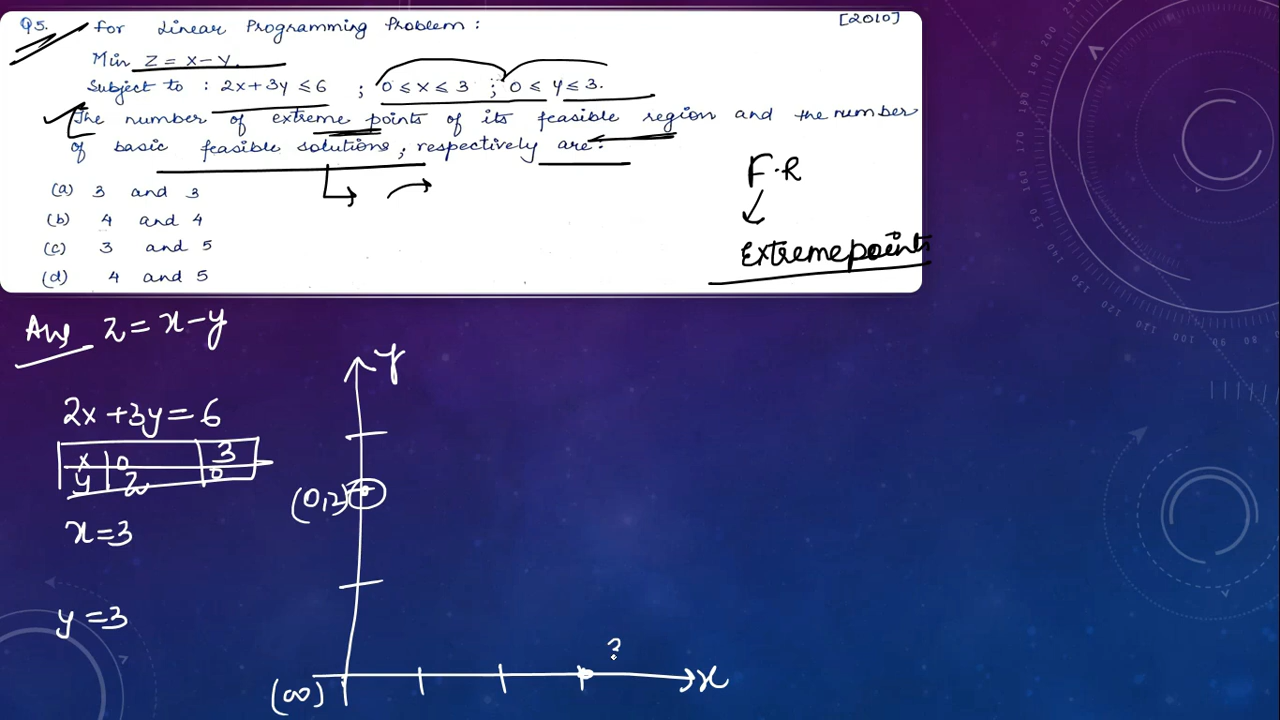 Q5. For Linear Programming Problem : [2010]
Min Z = x-y.
Subject to : 2x+3y ≤ 6 ; 0 ≤ x ≤ 3 ; 0 ≤ y ≤ 3.
The number of extreme points of its feasible region and the number
of basic feasible solutions, respectively are :
(a) 3 and 3
(b) 4 and 4
(c) 3 and 5
(d) 4 and 5
F.R
Extreme points
Ans z = x-y
2x+3y=6
x 0 3
y 2 0
x=3
y=3
y
(0,2)
3
x